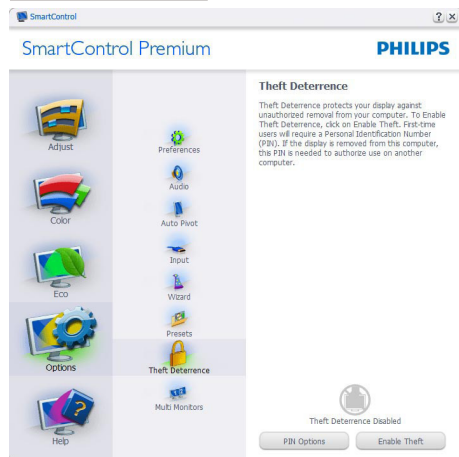 SmartControl
SmartControl Premium
PHILIPS
Adjust
Color
Eco
Options
Help
Preferences
Audio
Auto Pivot
Input
Wizard
Presets
Theft Deterrence
Multi Monitors
Theft Deterrence
Theft Deterrence protects your display against
unauthorized removal from your computer. To Enable
Theft Deterrence, click on Enable Theft. First-time
users will require a Personal Identification Number
(PIN). If the display is removed from this computer,
this PIN is needed to authorize use on another
computer.
Theft Deterrence Disabled
PIN Options
Enable Theft